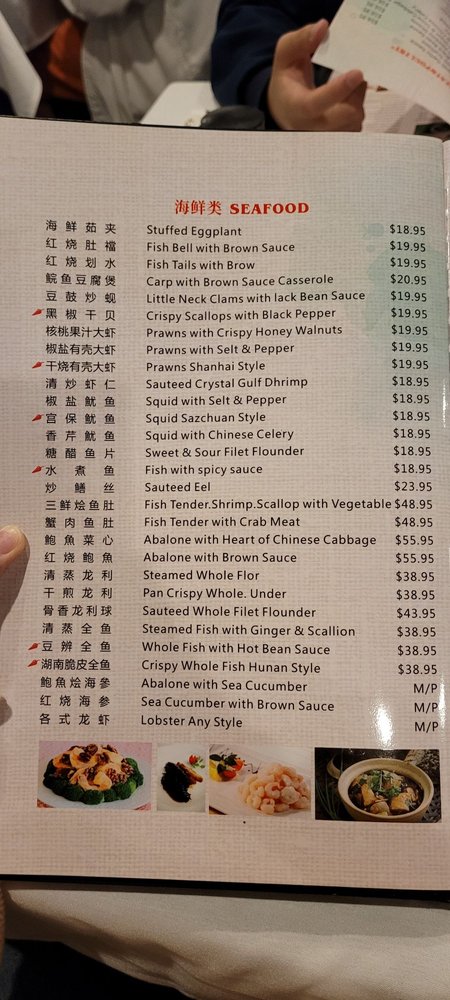 海鲜类 SEAFOOD
海鲜茄夹 Stuffed Eggplant $18.95
红烧肚襠 Fish Bell with Brown Sauce $19.95
红烧划水 Fish Tails with Brow $19.95
鲩鱼豆腐煲 Carp with Brown Sauce Casserole $20.95
豆鼓炒蚬 Little Neck Clams with lack Bean Sauce $19.95
黑椒干贝 Crispy Scallops with Black Pepper $19.95
核桃果汁大虾 Prawns with Crispy Honey Walnuts $19.95
椒盐有壳大虾 Prawns with Selt & Pepper $19.95
干烧有壳大虾 Prawns Shanhai Style $19.95
清炒虾仁 Sauteed Crystal Gulf Dhrimp $18.95
椒盐鱿鱼 Squid with Selt & Pepper $18.95
宫保鱿鱼 Squid Sazchuan Style $18.95
香芹鱿鱼 Squid with Chinese Celery $18.95
糖醋鱼片 Sweet & Sour Filet Flounder $18.95
水煮鱼 Fish with spicy sauce $18.95
炒鳝丝 Sauteed Eel $23.95
三鲜烩鱼肚 Fish Tender.Shrimp.Scallop with Vegetable $48.95
蟹肉鱼肚 Fish Tender with Crab Meat $48.95
鮑魚菜心 Abalone with Heart of Chinese Cabbage $55.95
红烧鮑魚 Abalone with Brown Sauce $55.95
清蒸龙利 Steamed Whole Flor $38.95
干煎龙利 Pan Crispy Whole. Under $38.95
骨香龙利球 Sauteed Whole Filet Flounder $43.95
清蒸全鱼 Steamed Fish with Ginger & Scallion $38.95
豆辨全鱼 Whole Fish with Hot Bean Sauce $38.95
湖南脆皮全鱼 Crispy Whole Fish Hunan Style $38.95
鮑魚烩海參 Abalone with Sea Cucumber M/P
红烧海参 Sea Cucumber with Brown Sauce M/P
各式龙虾 Lobster Any Style M/P